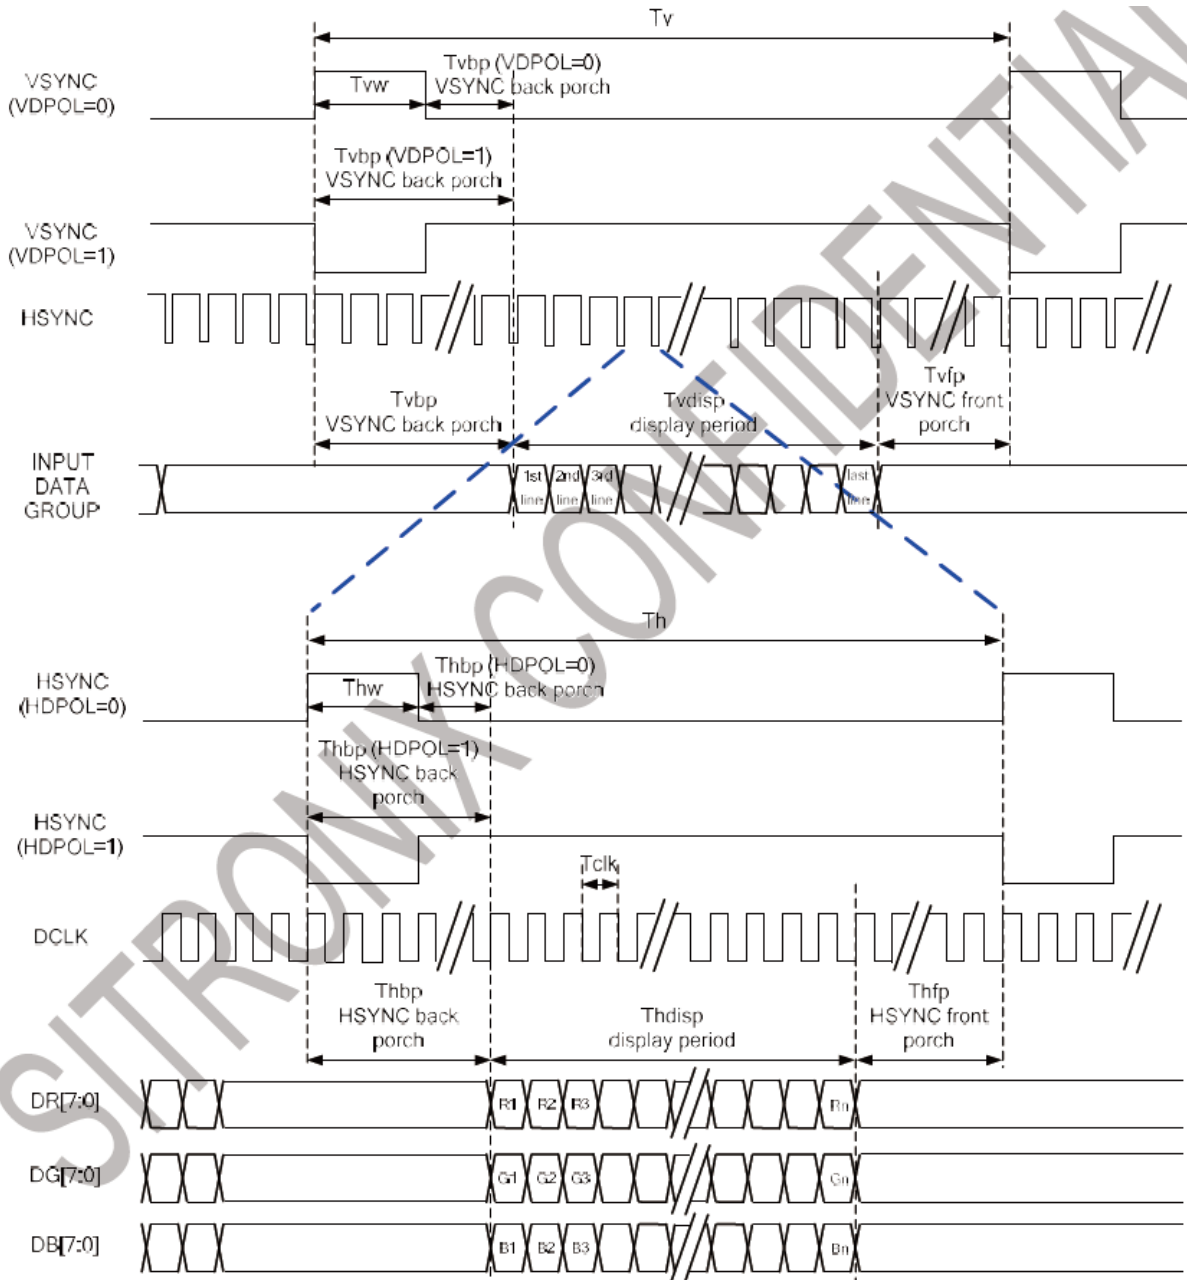 Tv
VSYNC
(VDPOL=0)
Tvw
Tvbp (VDPOL=0)
VSYNC back porch
Tvbp (VDPOL=1)
VSYNC back porch
VSYNC
(VDPOL=1)
HSYNC
Tvbp
VSYNC back porch
Tvdisp
display period
Tvfp
VSYNC front
porch
INPUT
DATA
GROUP
1st
line
2nd
line
3rd
line
last
line
Th
HSYNC
(HDPOL=0)
Thw
Thbp (HDPOL=0)
HSYNC back porch
Thbp (HDPOL=1)
HSYNC back
porch
HSYNC
(HDPOL=1)
Tclk
DCLK
Thbp
HSYNC back
porch
Thdisp
display period
Thfp
HSYNC front
porch
DR[7:0]
R1 R2 R3 Rn
DG[7:0]
G1 G2 G3 Gn
DB[7:0]
B1 B2 B3 Bn
SITRONIX CONFIDENTIAL